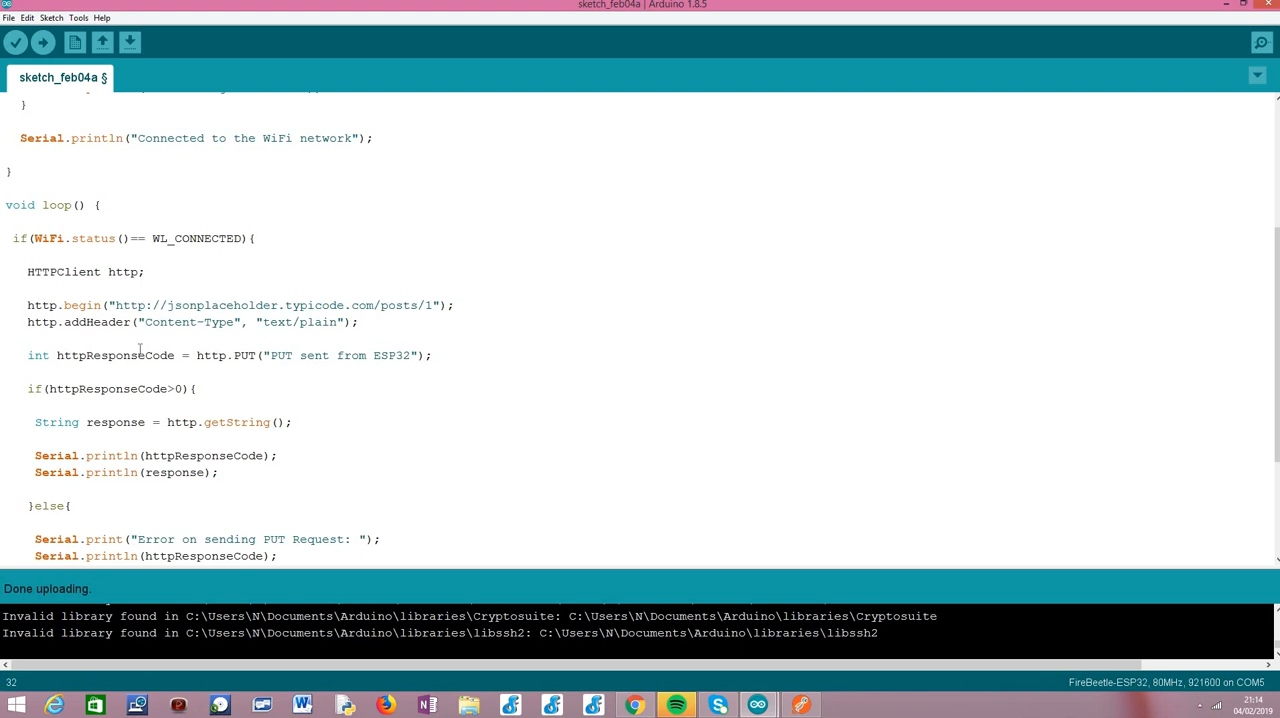 sketch_feb04a | Arduino 1.8.5
File Edit Sketch Tools Help
sketch_feb04a §
}
Serial.println("Connected to the WiFi network");
}
void loop() {
if(WiFi.status()== WL_CONNECTED){
HTTPClient http;
http.begin("http://jsonplaceholder.typicode.com/posts/1");
http.addHeader("Content-Type", "text/plain");
int httpResponseCode = http.PUT("PUT sent from ESP32");
if(httpResponseCode>0){
String response = http.getString();
Serial.println(httpResponseCode);
Serial.println(response);
}else{
Serial.print("Error on sending PUT Request: ");
Serial.println(httpResponseCode);
Done uploading.
Invalid library found in C:\Users\N\Documents\Arduino\libraries\Cryptosuite: C:\Users\N\Documents\Arduino\libraries\Cryptosuite
Invalid library found in C:\Users\N\Documents\Arduino\libraries\libssh2: C:\Users\N\Documents\Arduino\libraries\libssh2
32
FireBeetle-ESP32, 80MHz, 921600 on COM5
21:14
04/02/2019